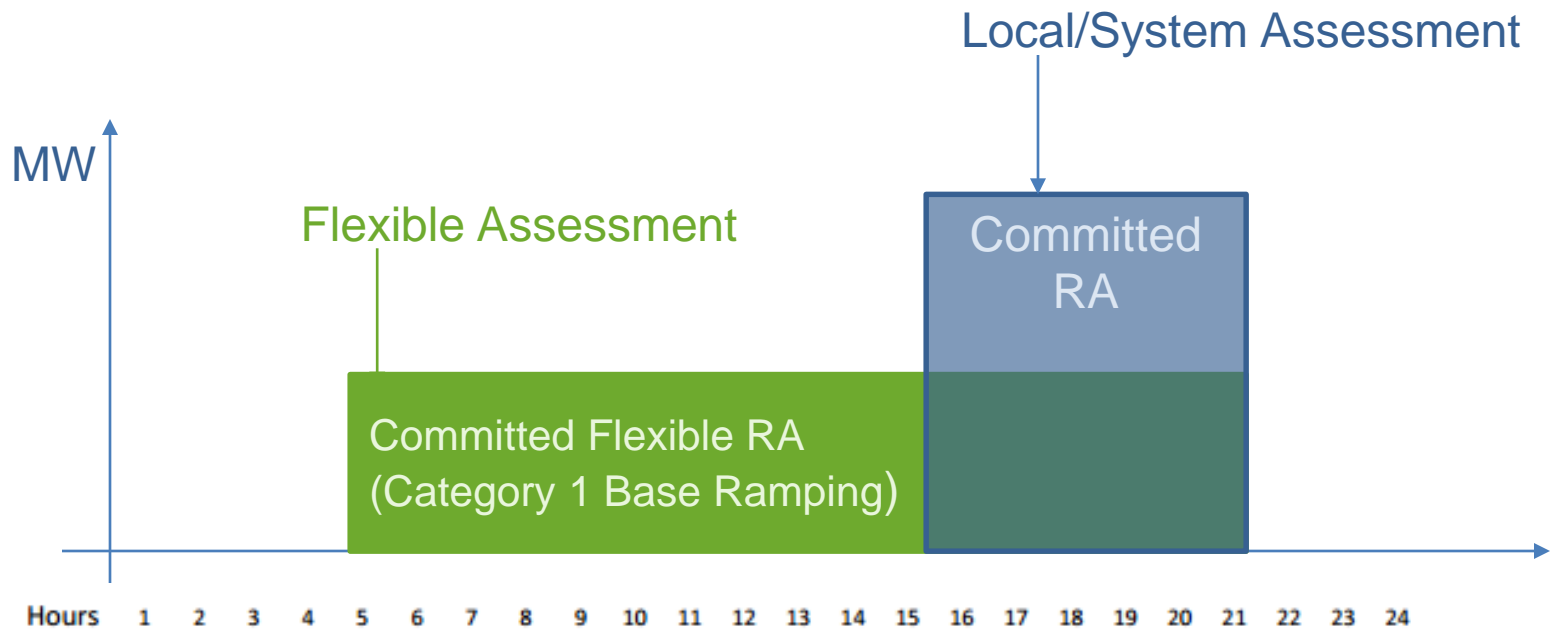 Local/System Assessment
MW
Flexible Assessment
Committed
RA
Committed Flexible RA
(Category 1 Base Ramping)
Hours 1 2 3 4 5 6 7 8 9 10 11 12 13 14 15 16 17 18 19 20 21 22 23 24